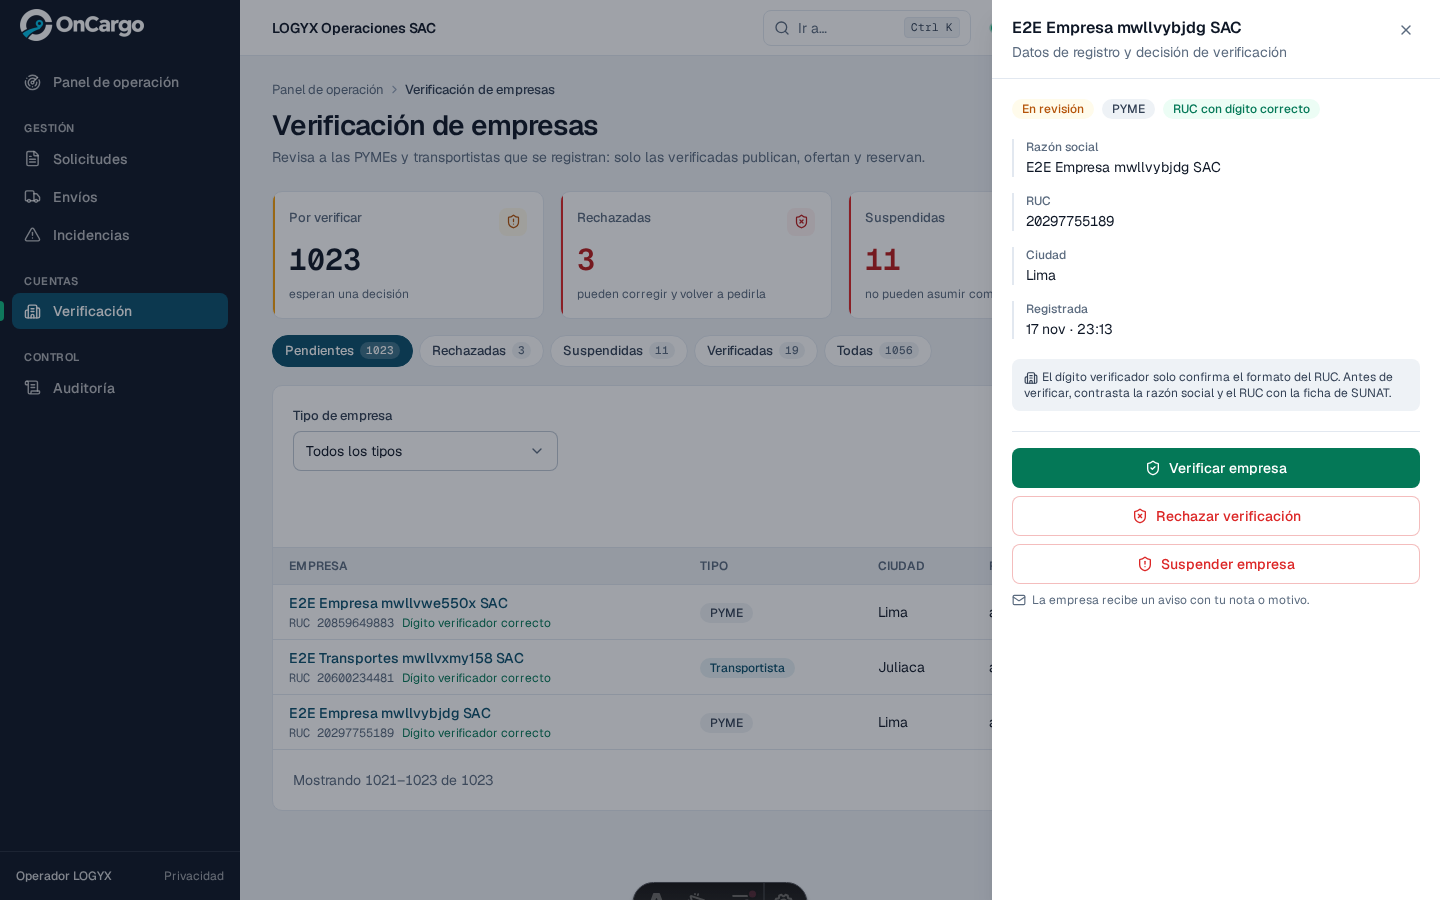 OnCargo
Panel de operación
GESTIÓN
Solicitudes
Envíos
Incidencias
CUENTAS
Verificación
CONTROL
Auditoría
Operador LOGYX
Privacidad
LOGYX Operaciones SAC
Ir a...
Ctrl K
Panel de operación > Verificación de empresas
Verificación de empresas
Revisa a las PYMEs y transportistas que se registran: solo las verificadas publican, ofertan y reservan.
Por verificar
1023
esperan una decisión
Rechazadas
3
pueden corregir y volver a pedirla
Suspendidas
11
no pueden asumir com
Pendientes 1023
Rechazadas 3
Suspendidas 11
Verificadas 19
Todas 1056
Tipo de empresa
Todos los tipos
EMPRESA TIPO CIUDAD
E2E Empresa mwllvwe550x SAC
RUC 20859649883 Dígito verificador correcto
PYME
Lima
E2E Transportes mwllvxmy158 SAC
RUC 20600234481 Dígito verificador correcto
Transportista
Juliaca
E2E Empresa mwllvybjdg SAC
RUC 20297755189 Dígito verificador correcto
PYME
Lima
Mostrando 1021–1023 de 1023
E2E Empresa mwllvybjdg SAC
Datos de registro y decisión de verificación
En revisión
PYME
RUC con dígito correcto
Razón social
E2E Empresa mwllvybjdg SAC
RUC
20297755189
Ciudad
Lima
Registrada
17 nov · 23:13
El dígito verificador solo confirma el formato del RUC. Antes de
verificar, contrasta la razón social y el RUC con la ficha de SUNAT.
Verificar empresa
Rechazar verificación
Suspender empresa
La empresa recibe un aviso con tu nota o motivo.